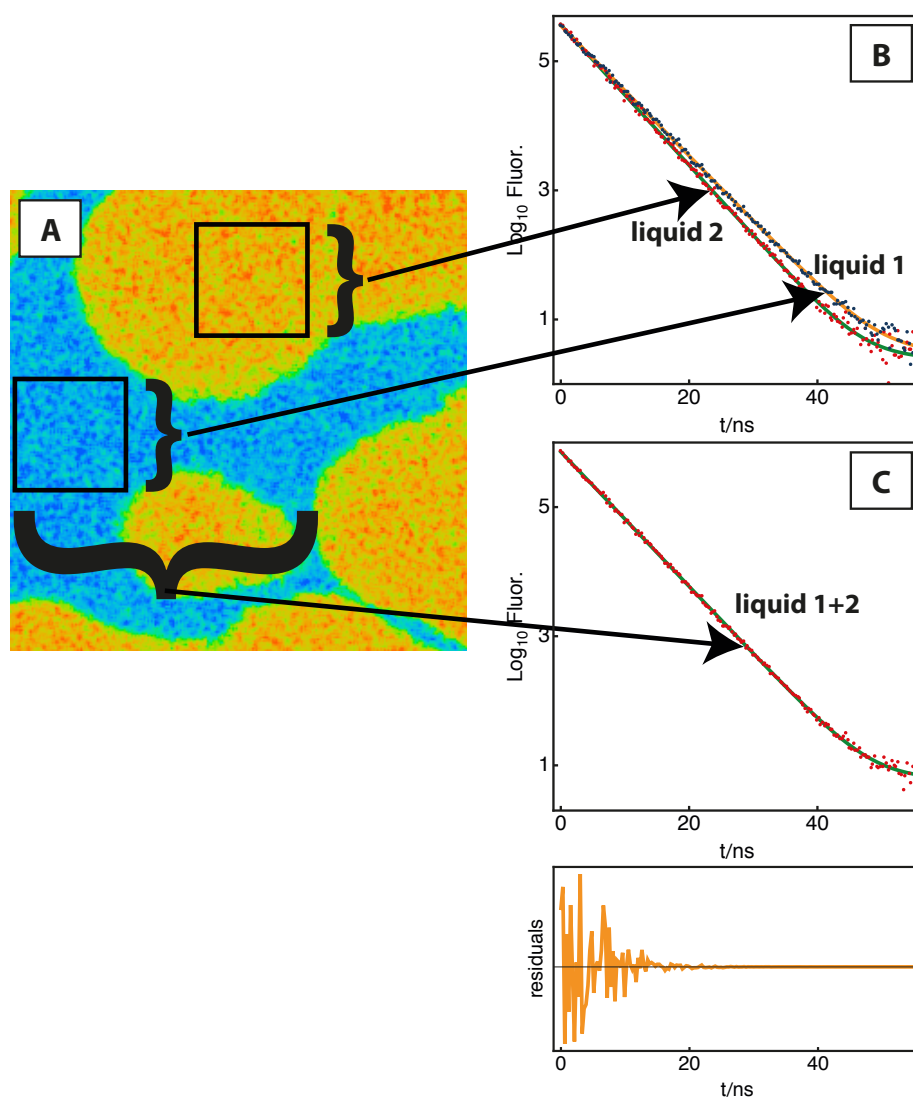 A
B
Log10 Fluor.
5
3
1
liquid 2
liquid 1
0 20 40
t/ns
C
Log10 Fluor.
5
3
1
liquid 1+2
0 20 40
t/ns
residuals
0 20 40
t/ns